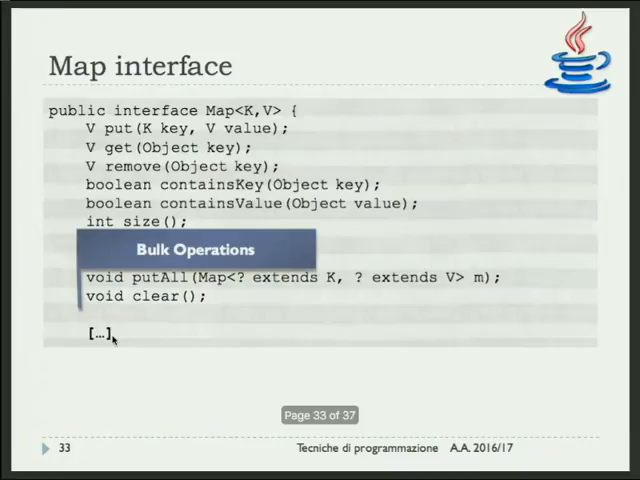 Map interface
public interface Map<K,V> {
V put(K key, V value);
V get(Object key);
V remove(Object key);
boolean containsKey(Object key);
boolean containsValue(Object value);
int size();
Bulk Operations
void putAll(Map<? extends K, ? extends V> m);
void clear();
[…]
Page 33 of 37
33 Tecniche di programmazione A.A. 2016/17